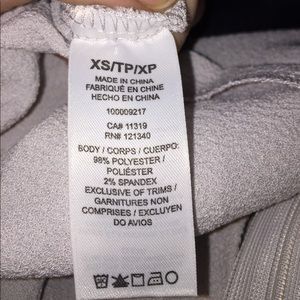 XS/TP/XP
MADE IN CHINA
FABRIQUÉ EN CHINE
HECHO EN CHINA
100009217
CA# 11319
RN# 121340
BODY / CORPS / CUERPO:
98% POLYESTER /
POLIÉSTER
2% SPANDEX
EXCLUSIVE OF TRIMS /
GARNITURES NON
COMPRISES / EXCLUYEN
DO AVIOS